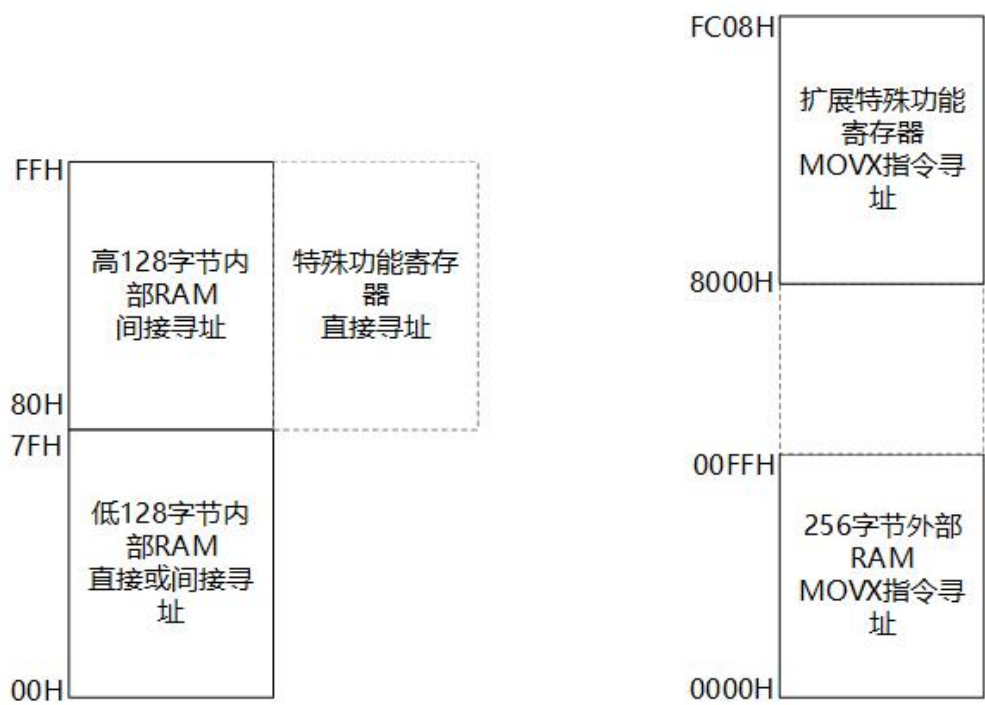 FFH
高128字节内
部RAM
间接寻址
80H
特殊功能寄存
器
直接寻址
7FH
低128字节内
部RAM
直接或间接寻
址
00H
FC08H
扩展特殊功能
寄存器
MOVX指令寻
址
8000H
00FFH
256字节外部
RAM
MOVX指令寻
址
0000H